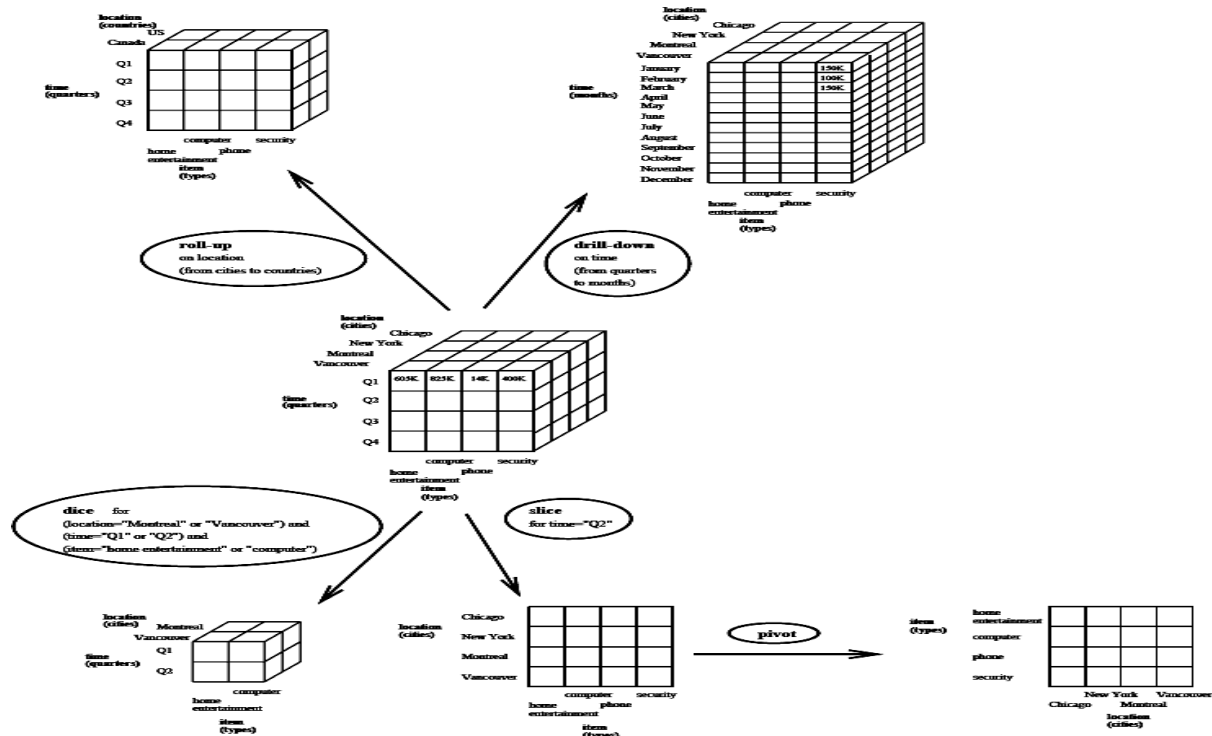 location
(countries)
US
Canada
Q1
Q2
time
(quarters)
Q3
Q4
computer security
home phone
entertainment
item
(types)
location
(cities)
Chicago
New York
Montreal
Vancouver
January 150K
February 100K
March 150K
time
(months)
April
May
June
July
August
September
October
November
December
computer security
home phone
entertainment
item
(types)
roll-up
on location
(from cities to countries)
drill-down
on time
(from quarters
to months)
location
(cities)
Chicago
New York
Montreal
Vancouver
Q1 605K 825K 14K 400K
Q2
time
(quarters)
Q3
Q4
computer security
home phone
entertainment
item
(types)
dice for
(location="Montreal" or "Vancouver") and
(time="Q1" or "Q2") and
(item="home entertainment" or "computer")
slice
for time="Q2"
location
(cities)
Montreal
Vancouver
Q1
time
(quarters)
Q2
computer
home
entertainment
item
(types)
location
(cities)
Chicago
New York
Montreal
Vancouver
computer security
home phone
entertainment
item
(types)
pivot
item
(types)
home
entertainment
computer
phone
security
New York Vancouver
Chicago Montreal
location
(cities)